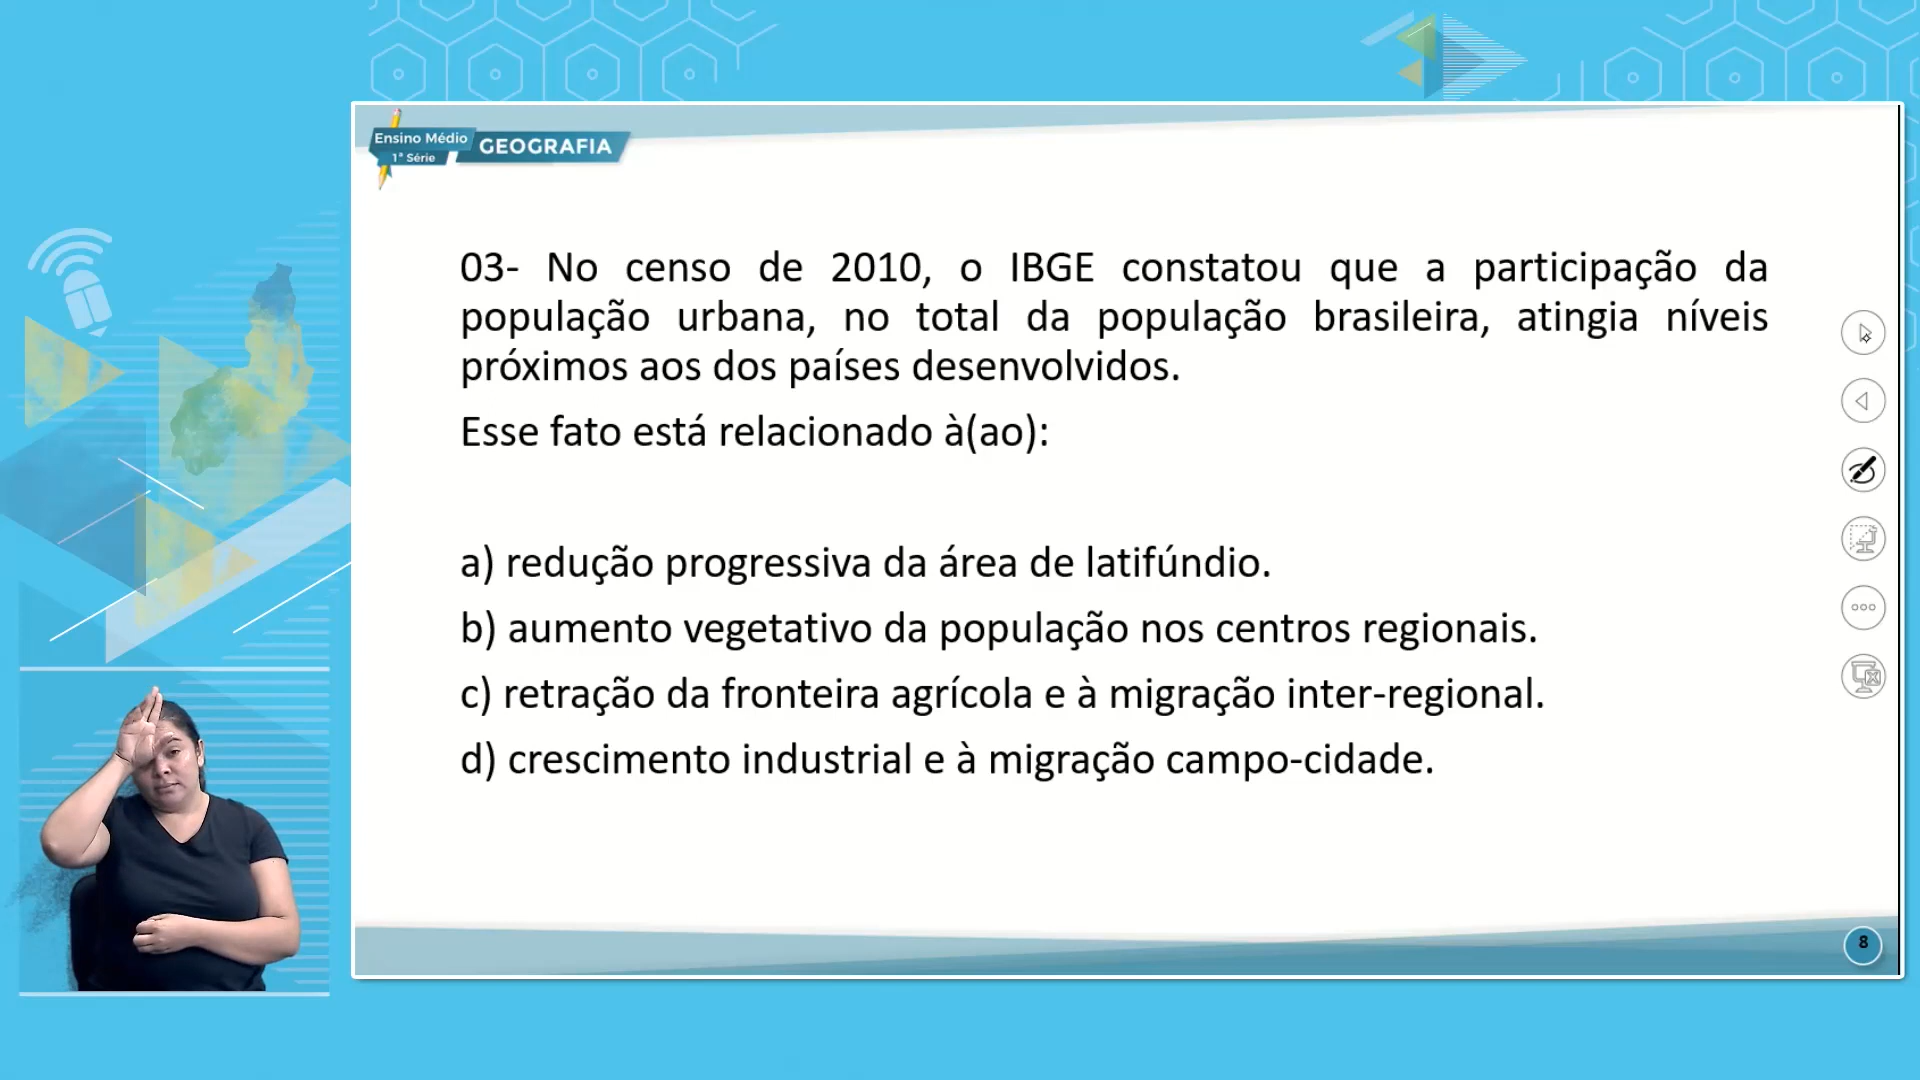 Ensino Médio
1ª Série
GEOGRAFIA
03- No censo de 2010, o IBGE constatou que a participação da
população urbana, no total da população brasileira, atingia níveis
próximos aos dos países desenvolvidos.
Esse fato está relacionado à(ao):
a) redução progressiva da área de latifúndio.
b) aumento vegetativo da população nos centros regionais.
c) retração da fronteira agrícola e à migração inter-regional.
d) crescimento industrial e à migração campo-cidade.
8